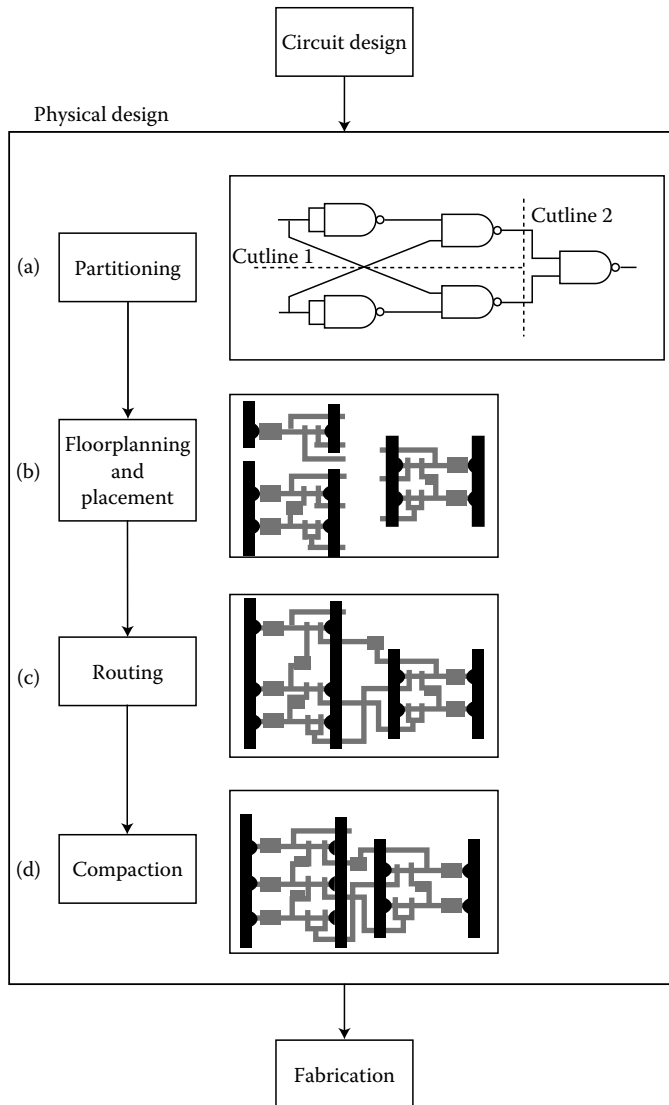 Circuit design
Physical design
(a)
Partitioning
Cutline 1
Cutline 2
(b)
Floorplanning
and
placement
(c)
Routing
(d)
Compaction
Fabrication